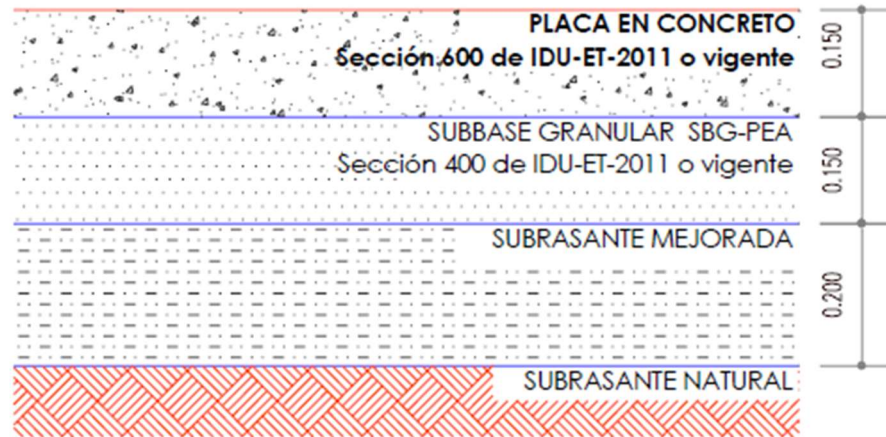 PLACA EN CONCRETO
Sección 600 de IDU-ET-2011 o vigente
0.150
SUBBASE GRANULAR SBG-PEA
Sección 400 de IDU-ET-2011 o vigente
0.150
SUBRASANTE MEJORADA
0.200
SUBRASANTE NATURAL